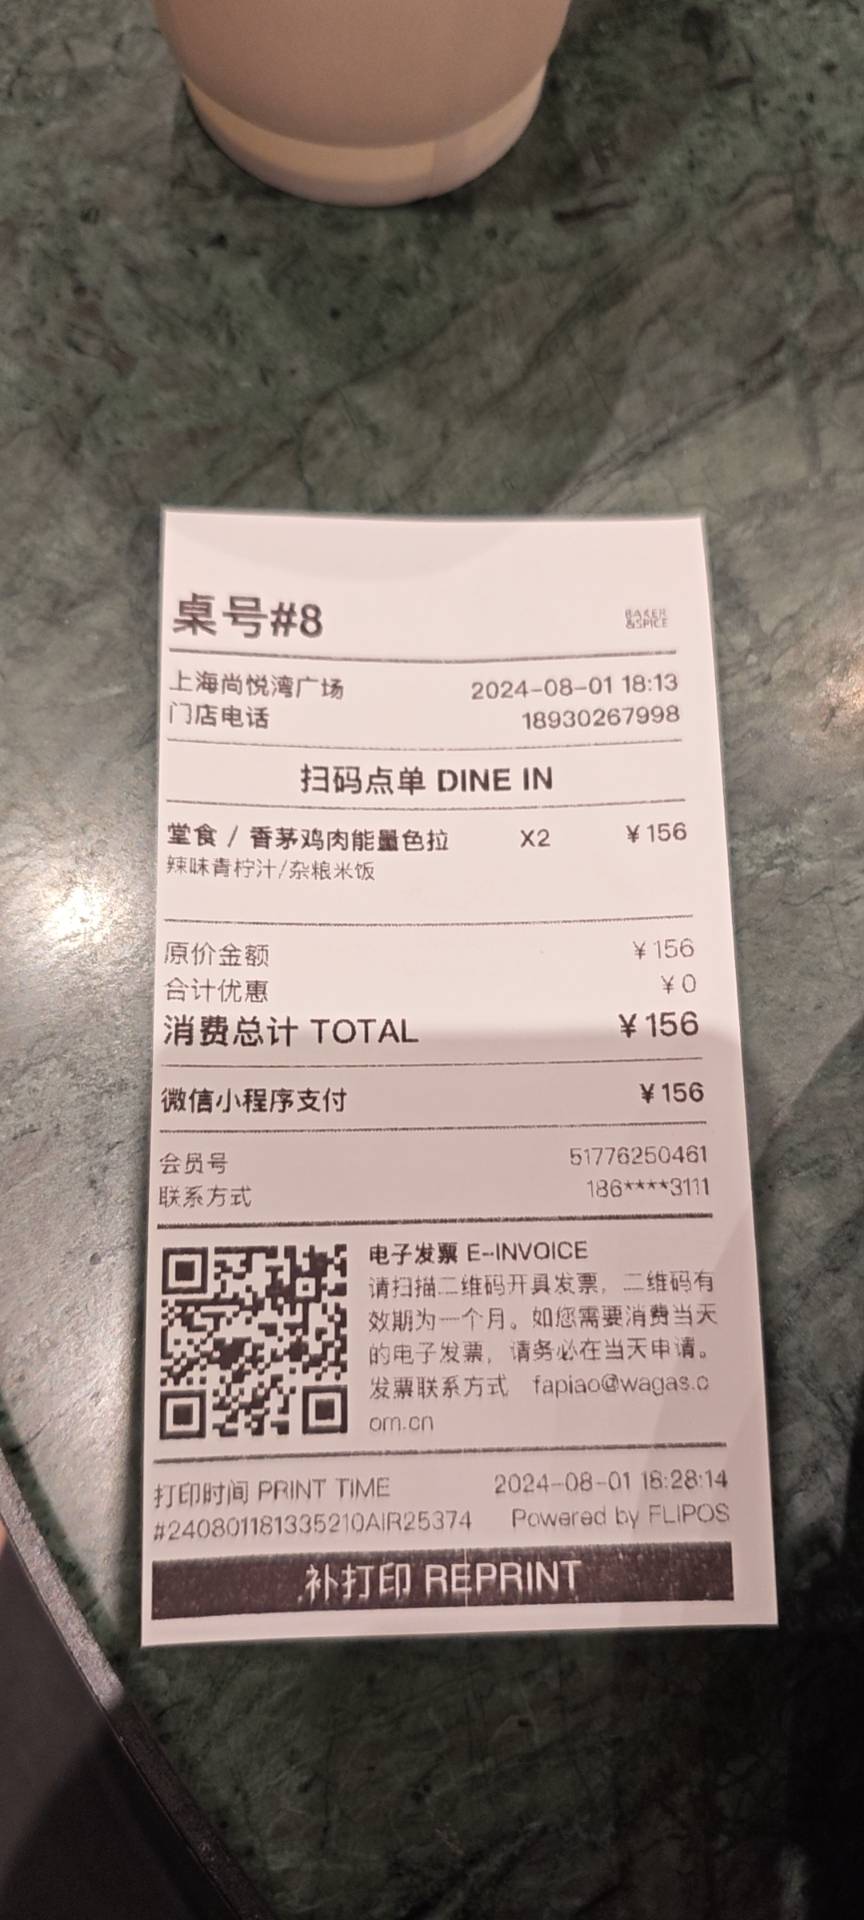 桌号#8
BAKER
&SPICE
上海尚悦湾广场 2024-08-01 18:13
门店电话 18930267998
扫码点单 DINE IN
堂食 / 香茅鸡肉能量色拉 X2 ¥156
辣味青柠汁/杂粮米饭
原价金额 ¥156
合计优惠 ¥0
消费总计 TOTAL ¥156
微信小程序支付 ¥156
会员号 51776250461
联系方式 186****3111
电子发票 E-INVOICE
请扫描二维码开具发票，二维码有
效期为一个月。如您需要消费当天
的电子发票，请务必在当天申请。
发票联系方式 fapiao@wagas.c
om.cn
打印时间 PRINT TIME 2024-08-01 18:28:14
#240801181335210AIR25374 Powered by FLIPOS
补打印 REPRINT